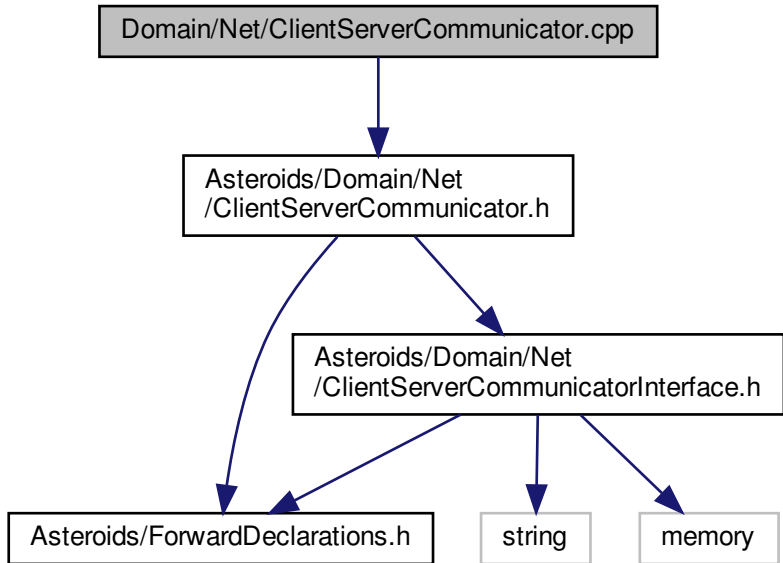 Domain/Net/ClientServerCommunicator.cpp
Asteroids/Domain/Net
/ClientServerCommunicator.h
Asteroids/Domain/Net
/ClientServerCommunicatorInterface.h
Asteroids/ForwardDeclarations.h
string
memory